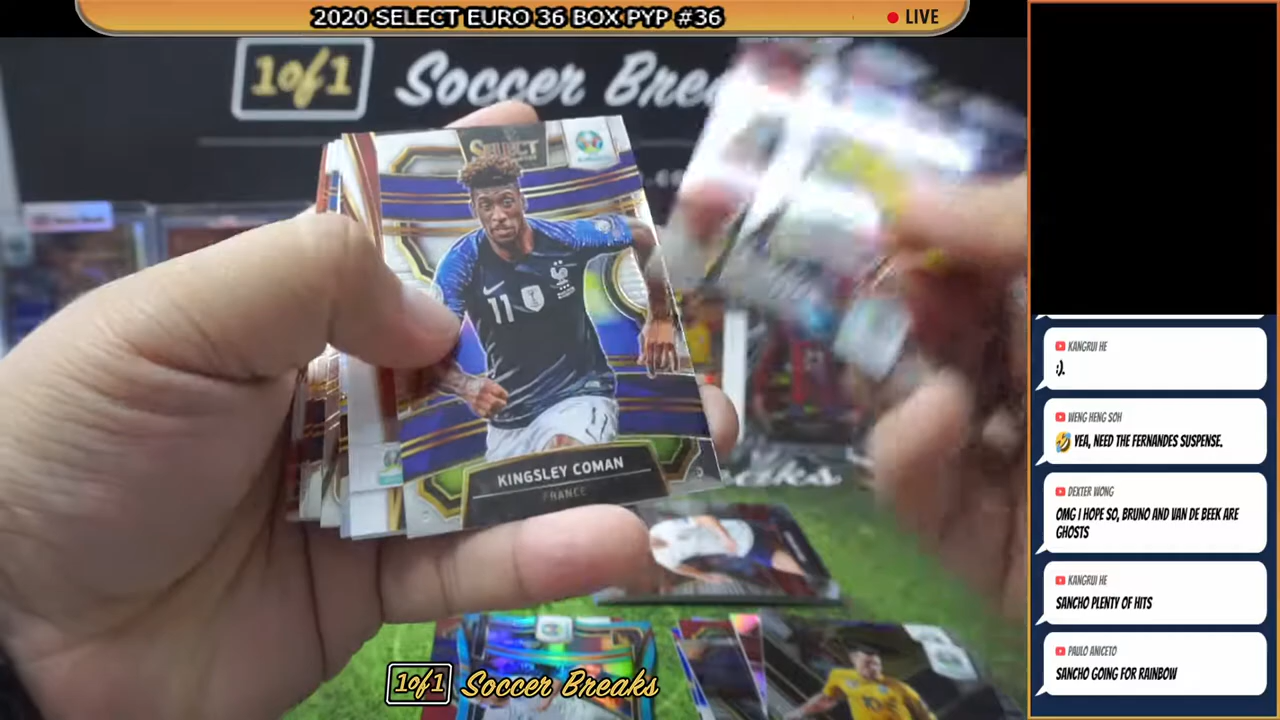 2020 SELECT EURO 36 BOX PYP #36
LIVE
1of1 Soccer Brea
SELECT
11
KINGSLEY COMAN
FRANCE
eaks
1of1 Soccer Breaks
KANGRUI HE
:).
WENG HENG SOH
🤣 YEA, NEED THE FERNANDES SUSPENSE.
DEXTER WONG
OMG I HOPE SO, BRUNO AND VAN DE BEEK ARE
GHOSTS
KANGRUI HE
SANCHO PLENTY OF HITS
PAULO ANICETO
SANCHO GOING FOR RAINBOW